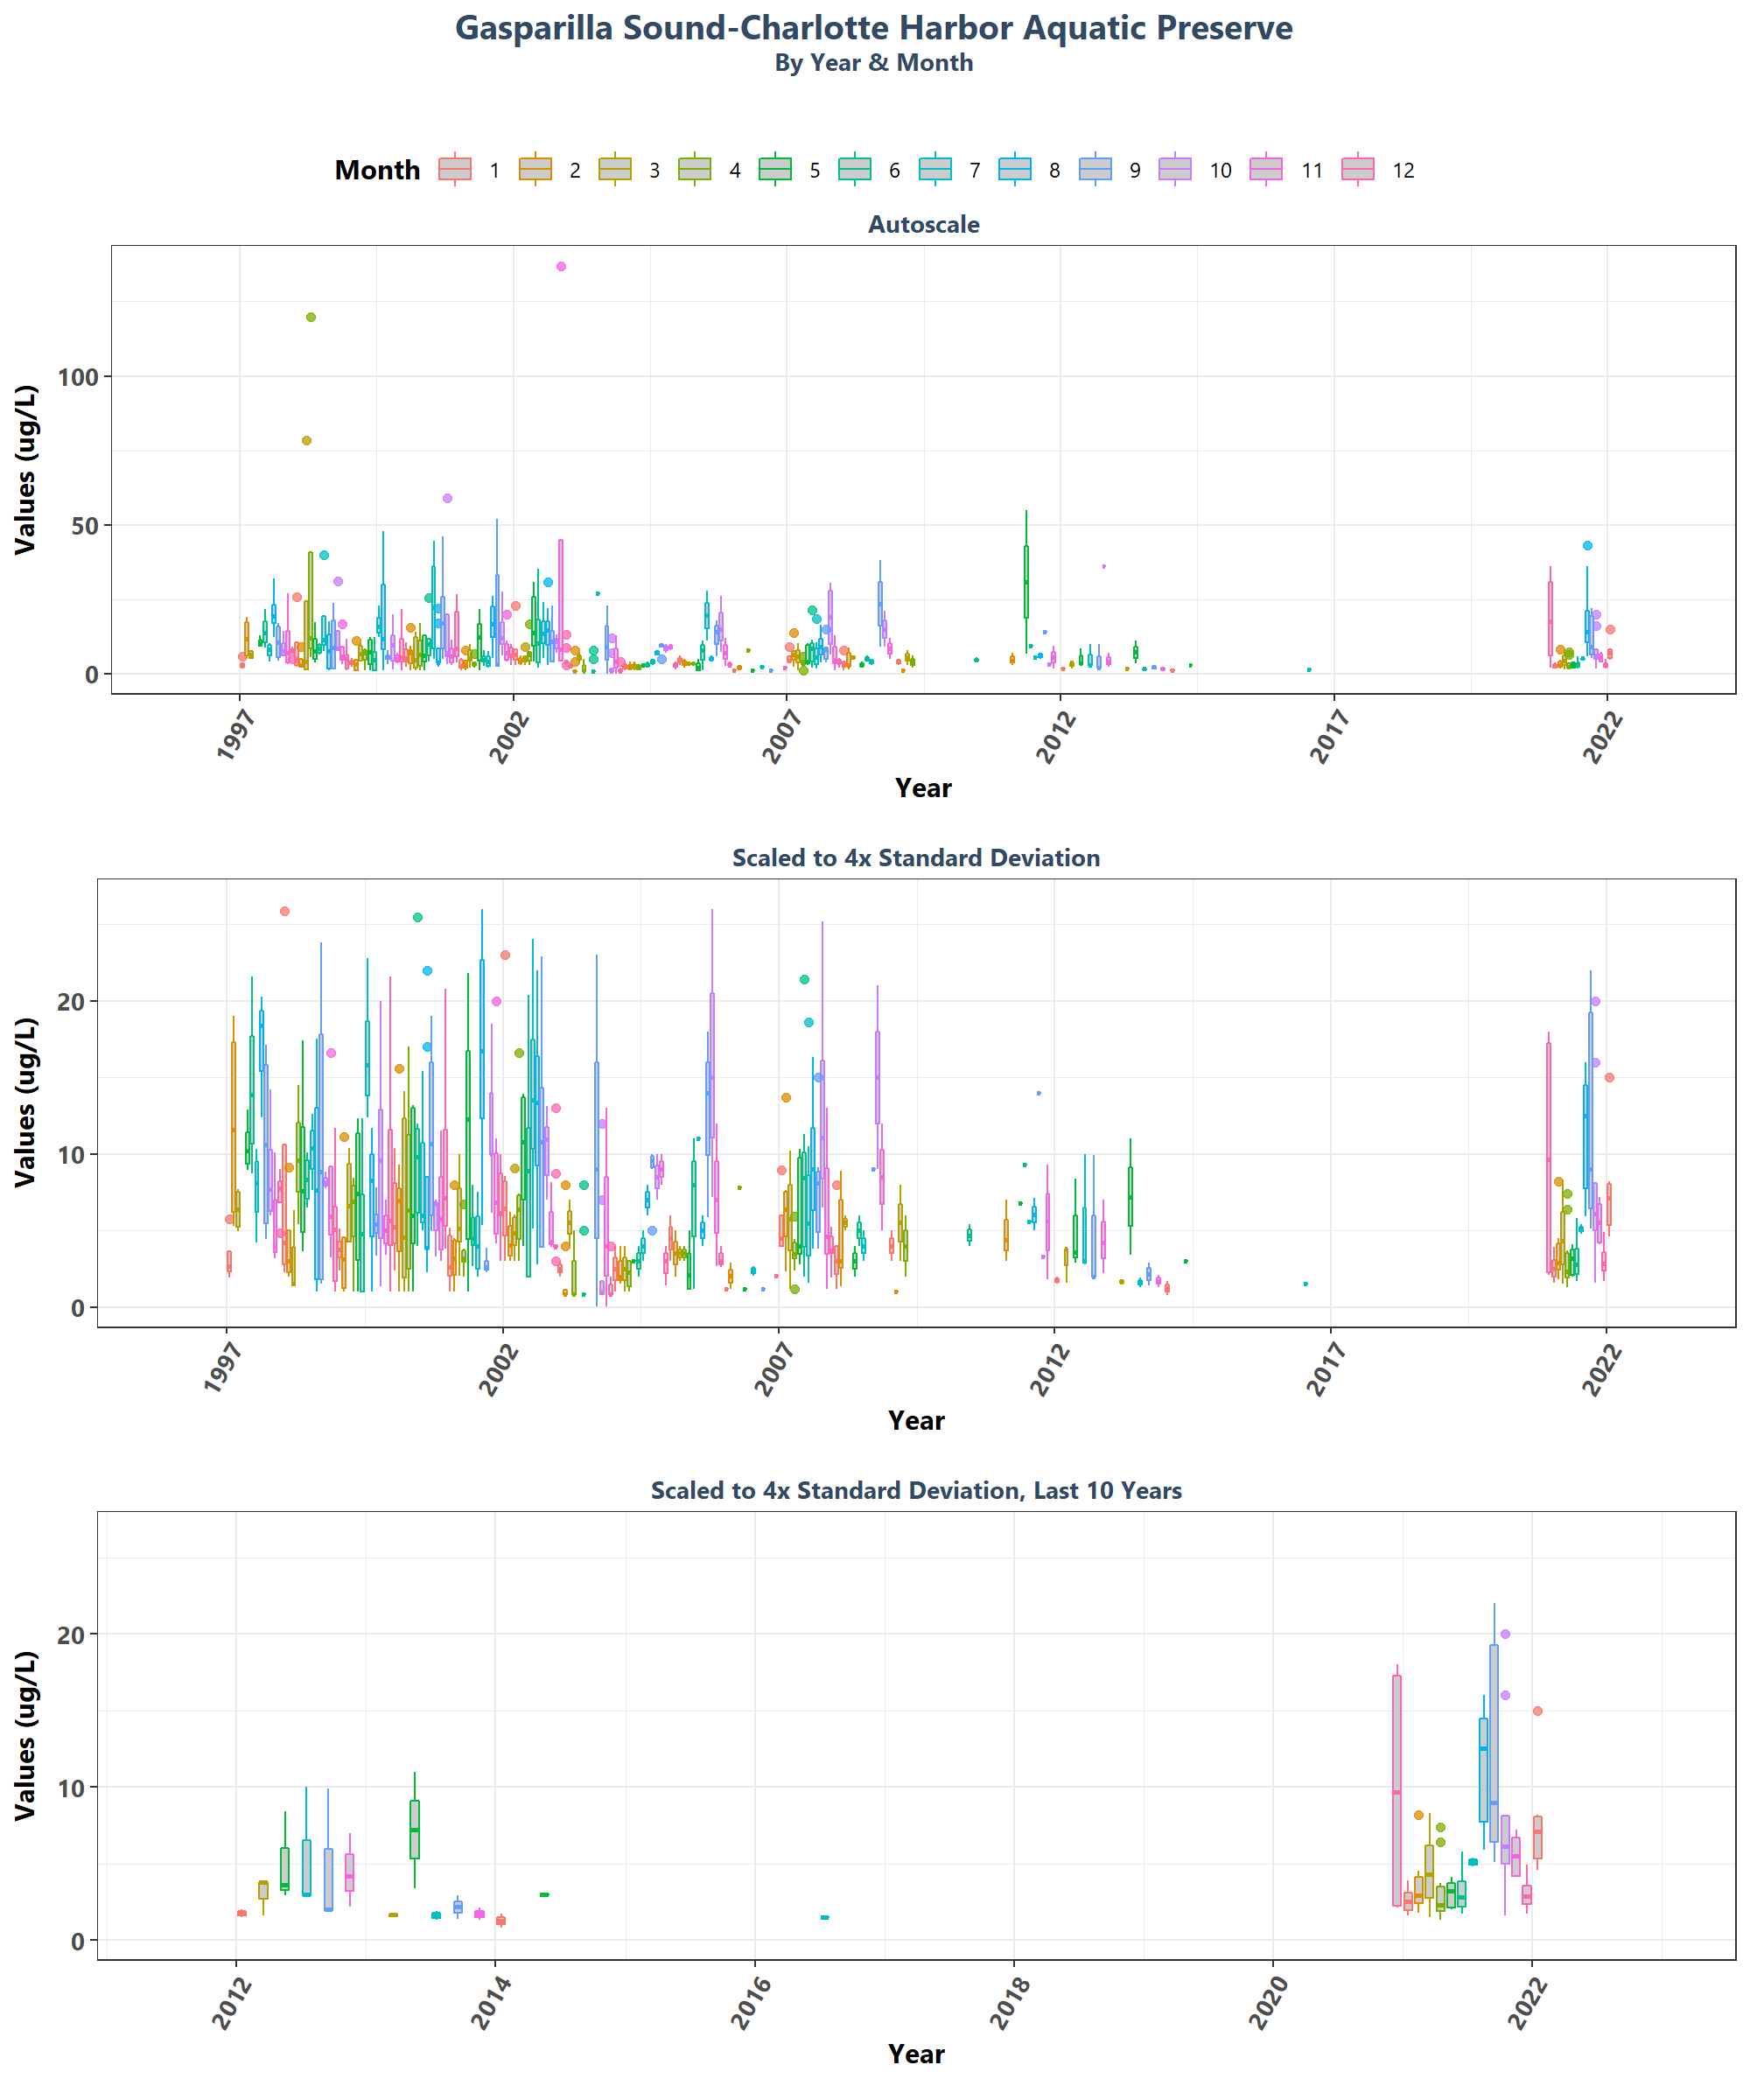 Gasparilla Sound-Charlotte Harbor Aquatic Preserve
By Year & Month
Month 1 2 3 4 5 6 7 8 9 10 11 12
Autoscale
Values (ug/L)
100
50
0
1997 2002 2007 2012 2017 2022
Year
Scaled to 4x Standard Deviation
Values (ug/L)
20
10
0
1997 2002 2007 2012 2017 2022
Year
Scaled to 4x Standard Deviation, Last 10 Years
Values (ug/L)
20
10
0
2012 2014 2016 2018 2020 2022
Year